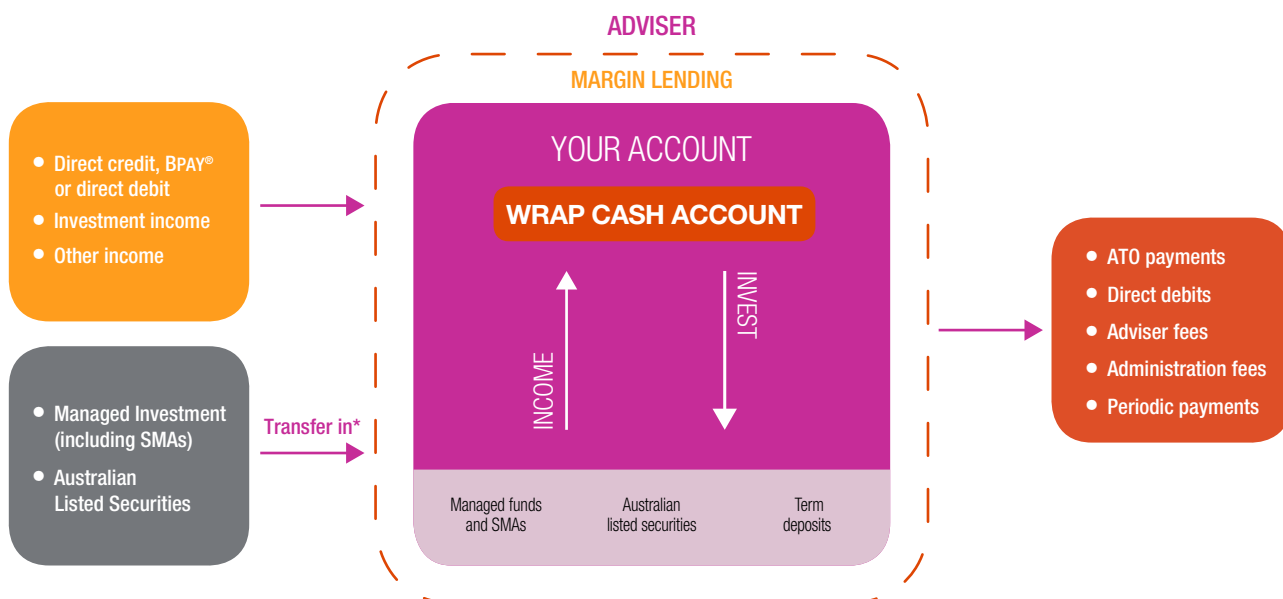 ADVISER
MARGIN LENDING
YOUR ACCOUNT
WRAP CASH ACCOUNT
• Direct credit, BPAY®
or direct debit
• Investment income
• Other income
INCOME
INVEST
• ATO payments
• Direct debits
• Adviser fees
• Administration fees
• Periodic payments
• Managed Investment
(including SMAs)
• Australian
Listed Securities
Transfer in*
Managed funds
and SMAs
Australian
listed securities
Term
deposits